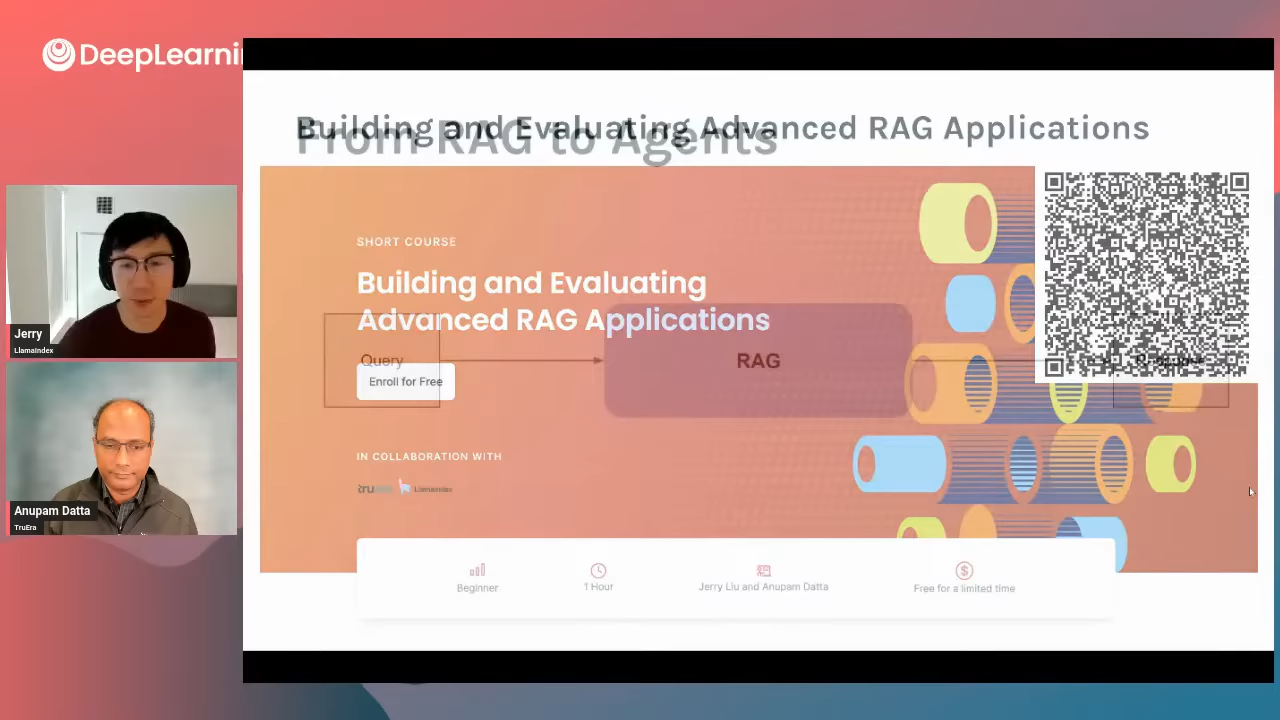 DeepLearni
Building and Evaluating Advanced RAG Applications
From RAG to Agents
SHORT COURSE
Building and Evaluating
Advanced RAG Applications
Query
RAG
Enroll for Free
IN COLLABORATION WITH
LlamaIndex
Beginner
1 Hour
Jerry Liu and Anupam Datta
Free for a limited time
Jerry
LlamaIndex
Anupam Datta
TruEra